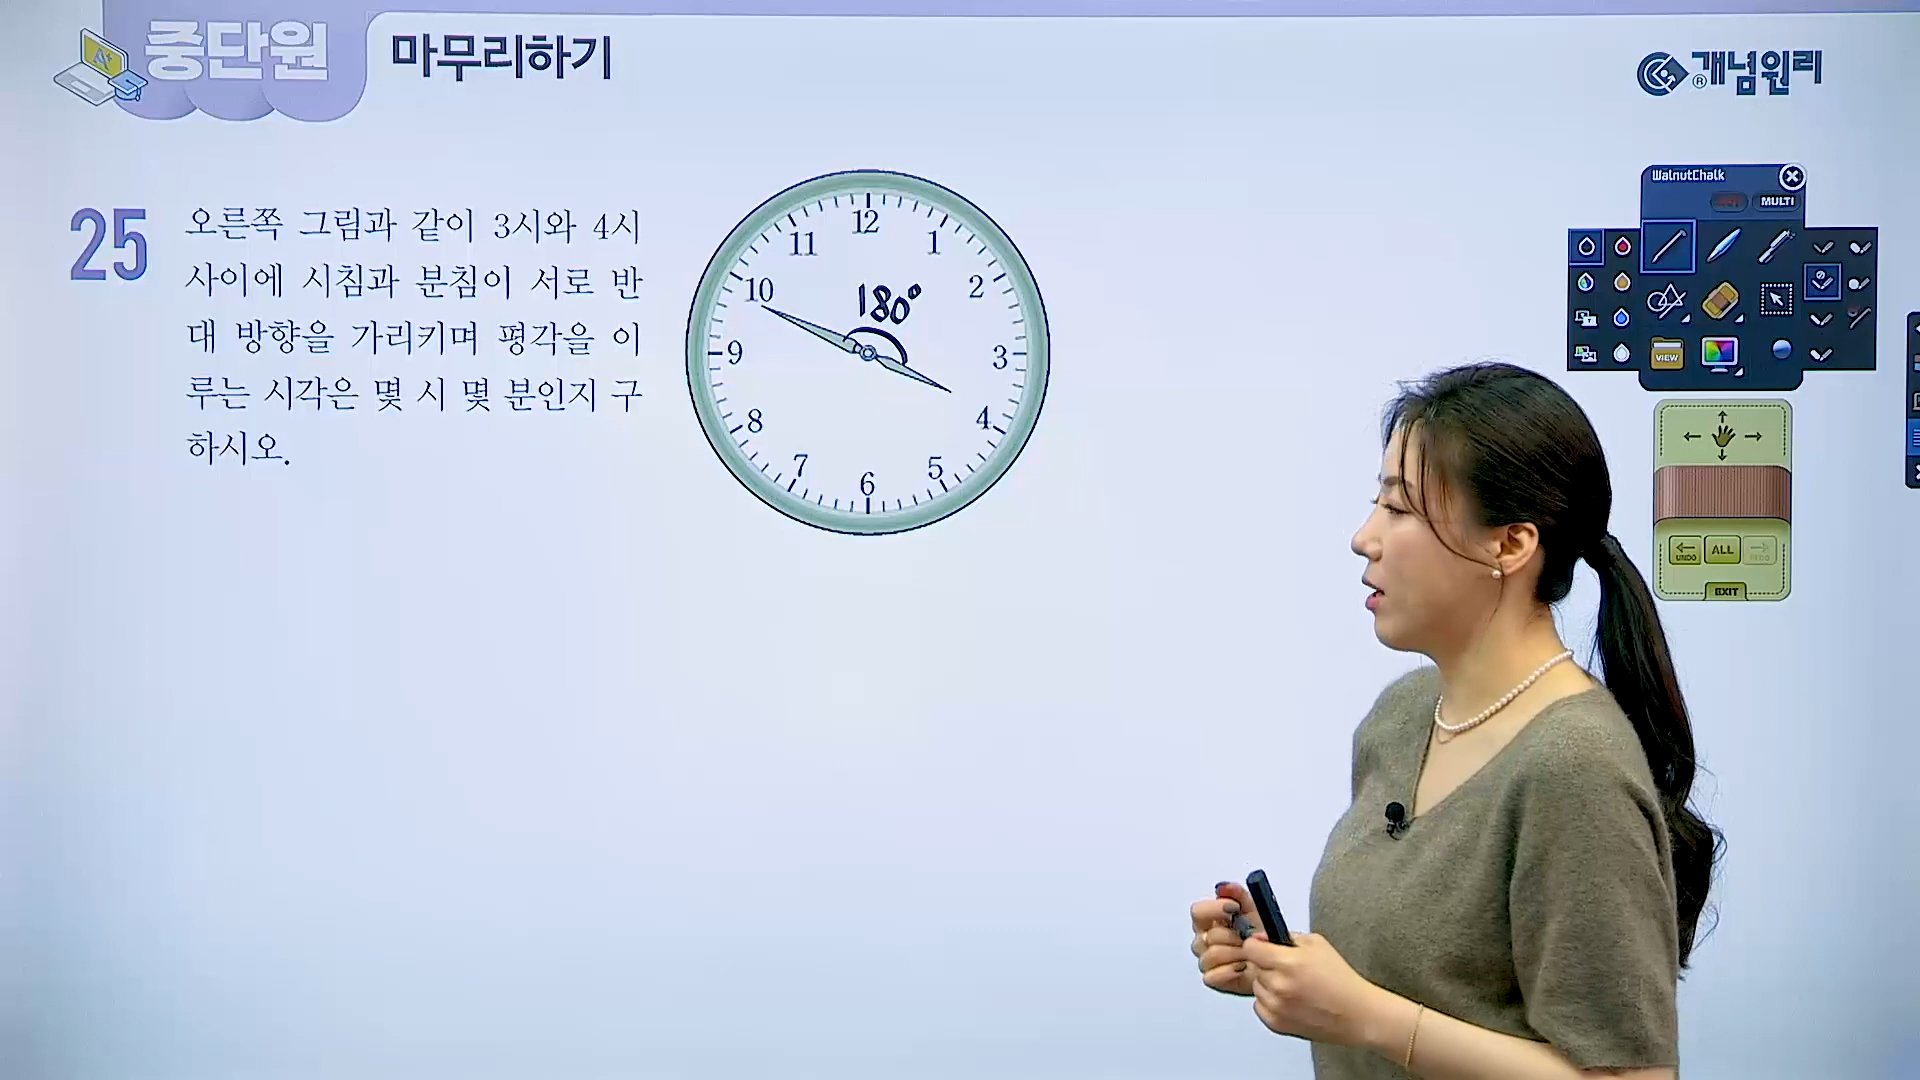 중단원 마무리하기
개념원리
25 오른쪽 그림과 같이 3시와 4시
사이에 시침과 분침이 서로 반
대 방향을 가리키며 평각을 이
루는 시각은 몇 시 몇 분인지 구
하시오.
12
11
1
10
2
180°
9
3
8
4
7
5
6
WalnutChalk
MULTI
VIEW
UNDO
ALL
EXIT